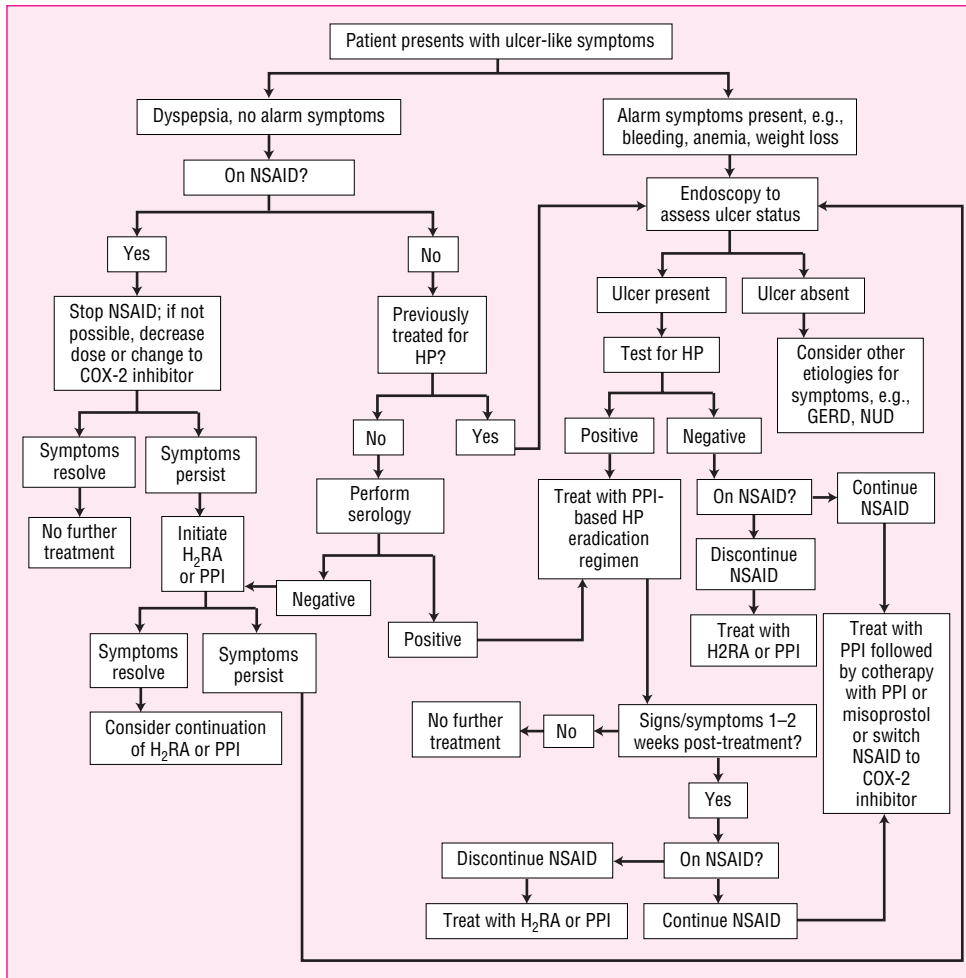 Patient presents with ulcer-like symptoms
Dyspepsia, no alarm symptoms
Alarm symptoms present, e.g.,
bleeding, anemia, weight loss
On NSAID?
Endoscopy to
assess ulcer status
Yes
No
Ulcer present
Ulcer absent
Stop NSAID; if not
possible, decrease
dose or change to
COX-2 inhibitor
Previously
treated for
HP?
Test for HP
Consider other
etiologies for
symptoms, e.g.,
GERD, NUD
No
Yes
Positive
Negative
Symptoms
resolve
Symptoms
persist
Perform
serology
Treat with PPI-
based HP
eradication
regimen
On NSAID?
Continue
NSAID
No further
treatment
Initiate
H₂RA
or PPI
Discontinue
NSAID
Negative
Positive
Treat with
H2RA or PPI
Treat with
PPI followed
by cotherapy
with PPI or
misoprostol
or switch
NSAID to
COX-2
inhibitor
Symptoms
resolve
Symptoms
persist
Consider continuation
of H₂RA or PPI
No further
treatment
No
Signs/symptoms 1–2
weeks post-treatment?
Yes
Discontinue NSAID
On NSAID?
Treat with H₂RA or PPI
Continue NSAID